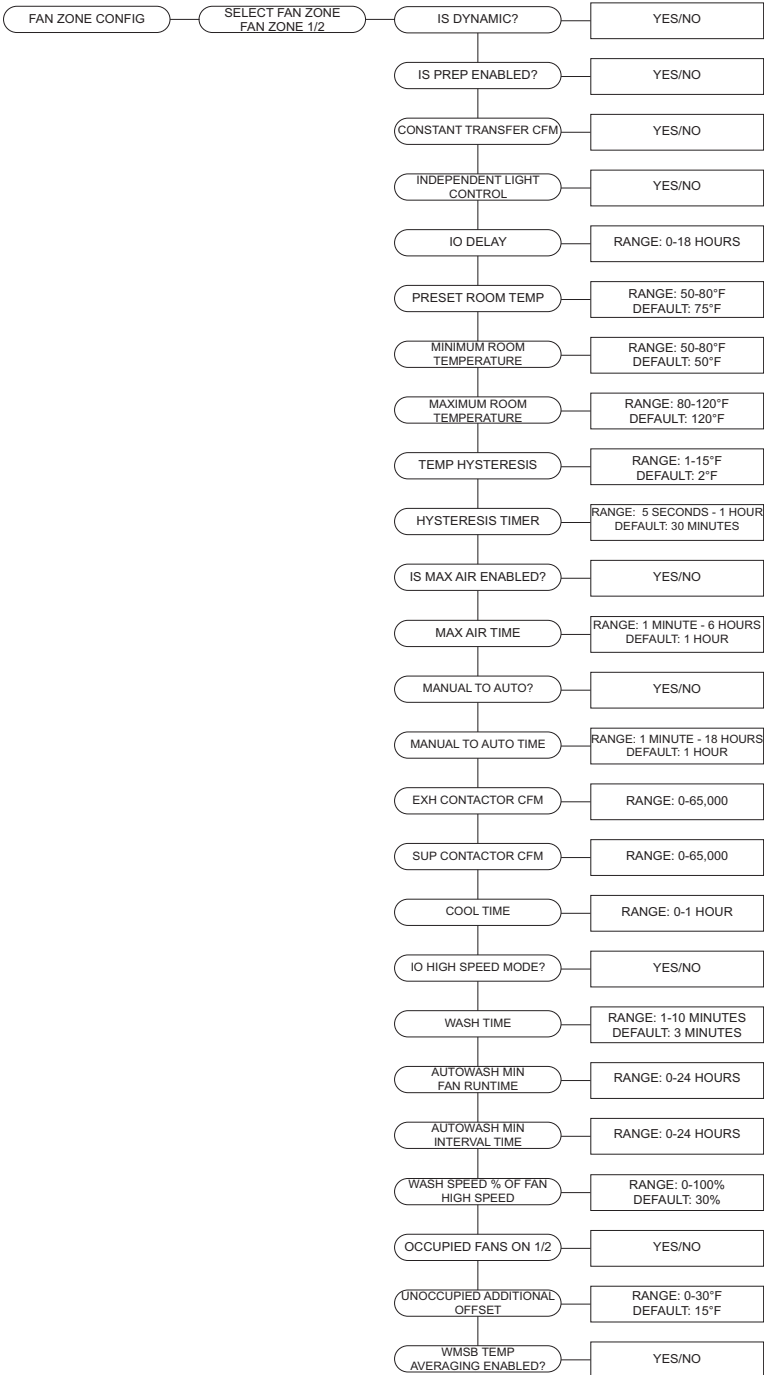 FAN ZONE CONFIG
SELECT FAN ZONE
FAN ZONE 1/2
IS DYNAMIC?
YES/NO
IS PREP ENABLED?
YES/NO
CONSTANT TRANSFER CFM
YES/NO
INDEPENDENT LIGHT
CONTROL
YES/NO
IO DELAY
RANGE: 0-18 HOURS
PRESET ROOM TEMP
RANGE: 50-80°F
DEFAULT: 75°F
MINIMUM ROOM
TEMPERATURE
RANGE: 50-80°F
DEFAULT: 50°F
MAXIMUM ROOM
TEMPERATURE
RANGE: 80-120°F
DEFAULT: 120°F
TEMP HYSTERESIS
RANGE: 1-15°F
DEFAULT: 2°F
HYSTERESIS TIMER
RANGE: 5 SECONDS - 1 HOUR
DEFAULT: 30 MINUTES
IS MAX AIR ENABLED?
YES/NO
MAX AIR TIME
RANGE: 1 MINUTE - 6 HOURS
DEFAULT: 1 HOUR
MANUAL TO AUTO?
YES/NO
MANUAL TO AUTO TIME
RANGE: 1 MINUTE - 18 HOURS
DEFAULT: 1 HOUR
EXH CONTACTOR CFM
RANGE: 0-65,000
SUP CONTACTOR CFM
RANGE: 0-65,000
COOL TIME
RANGE: 0-1 HOUR
IO HIGH SPEED MODE?
YES/NO
WASH TIME
RANGE: 1-10 MINUTES
DEFAULT: 3 MINUTES
AUTOWASH MIN
FAN RUNTIME
RANGE: 0-24 HOURS
AUTOWASH MIN
INTERVAL TIME
RANGE: 0-24 HOURS
WASH SPEED % OF FAN
HIGH SPEED
RANGE: 0-100%
DEFAULT: 30%
OCCUPIED FANS ON 1/2
YES/NO
UNOCCUPIED ADDITIONAL
OFFSET
RANGE: 0-30°F
DEFAULT: 15°F
WMSB TEMP
AVERAGING ENABLED?
YES/NO